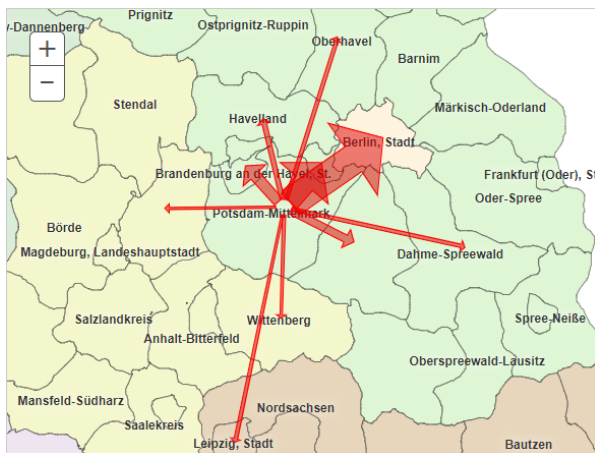 y-Dannenberg
Prignitz
Ostprignitz-Ruppin
Oberhavel
Barnim
+
−
Stendal
Märkisch-Oderland
Havelland
Berlin, Stadt
Brandenburg an der Havel, St.
Frankfurt (Oder), St
Oder-Spree
Potsdam-Mittelmark
Börde
Magdeburg, Landeshauptstadt
Dahme-Spreewald
Salzlandkreis
Wittenberg
Spree-Neiße
Anhalt-Bitterfeld
Oberspreewald-Lausitz
Mansfeld-Südharz
Nordsachsen
Saalekreis
Leipzig, Stadt
Bautzen